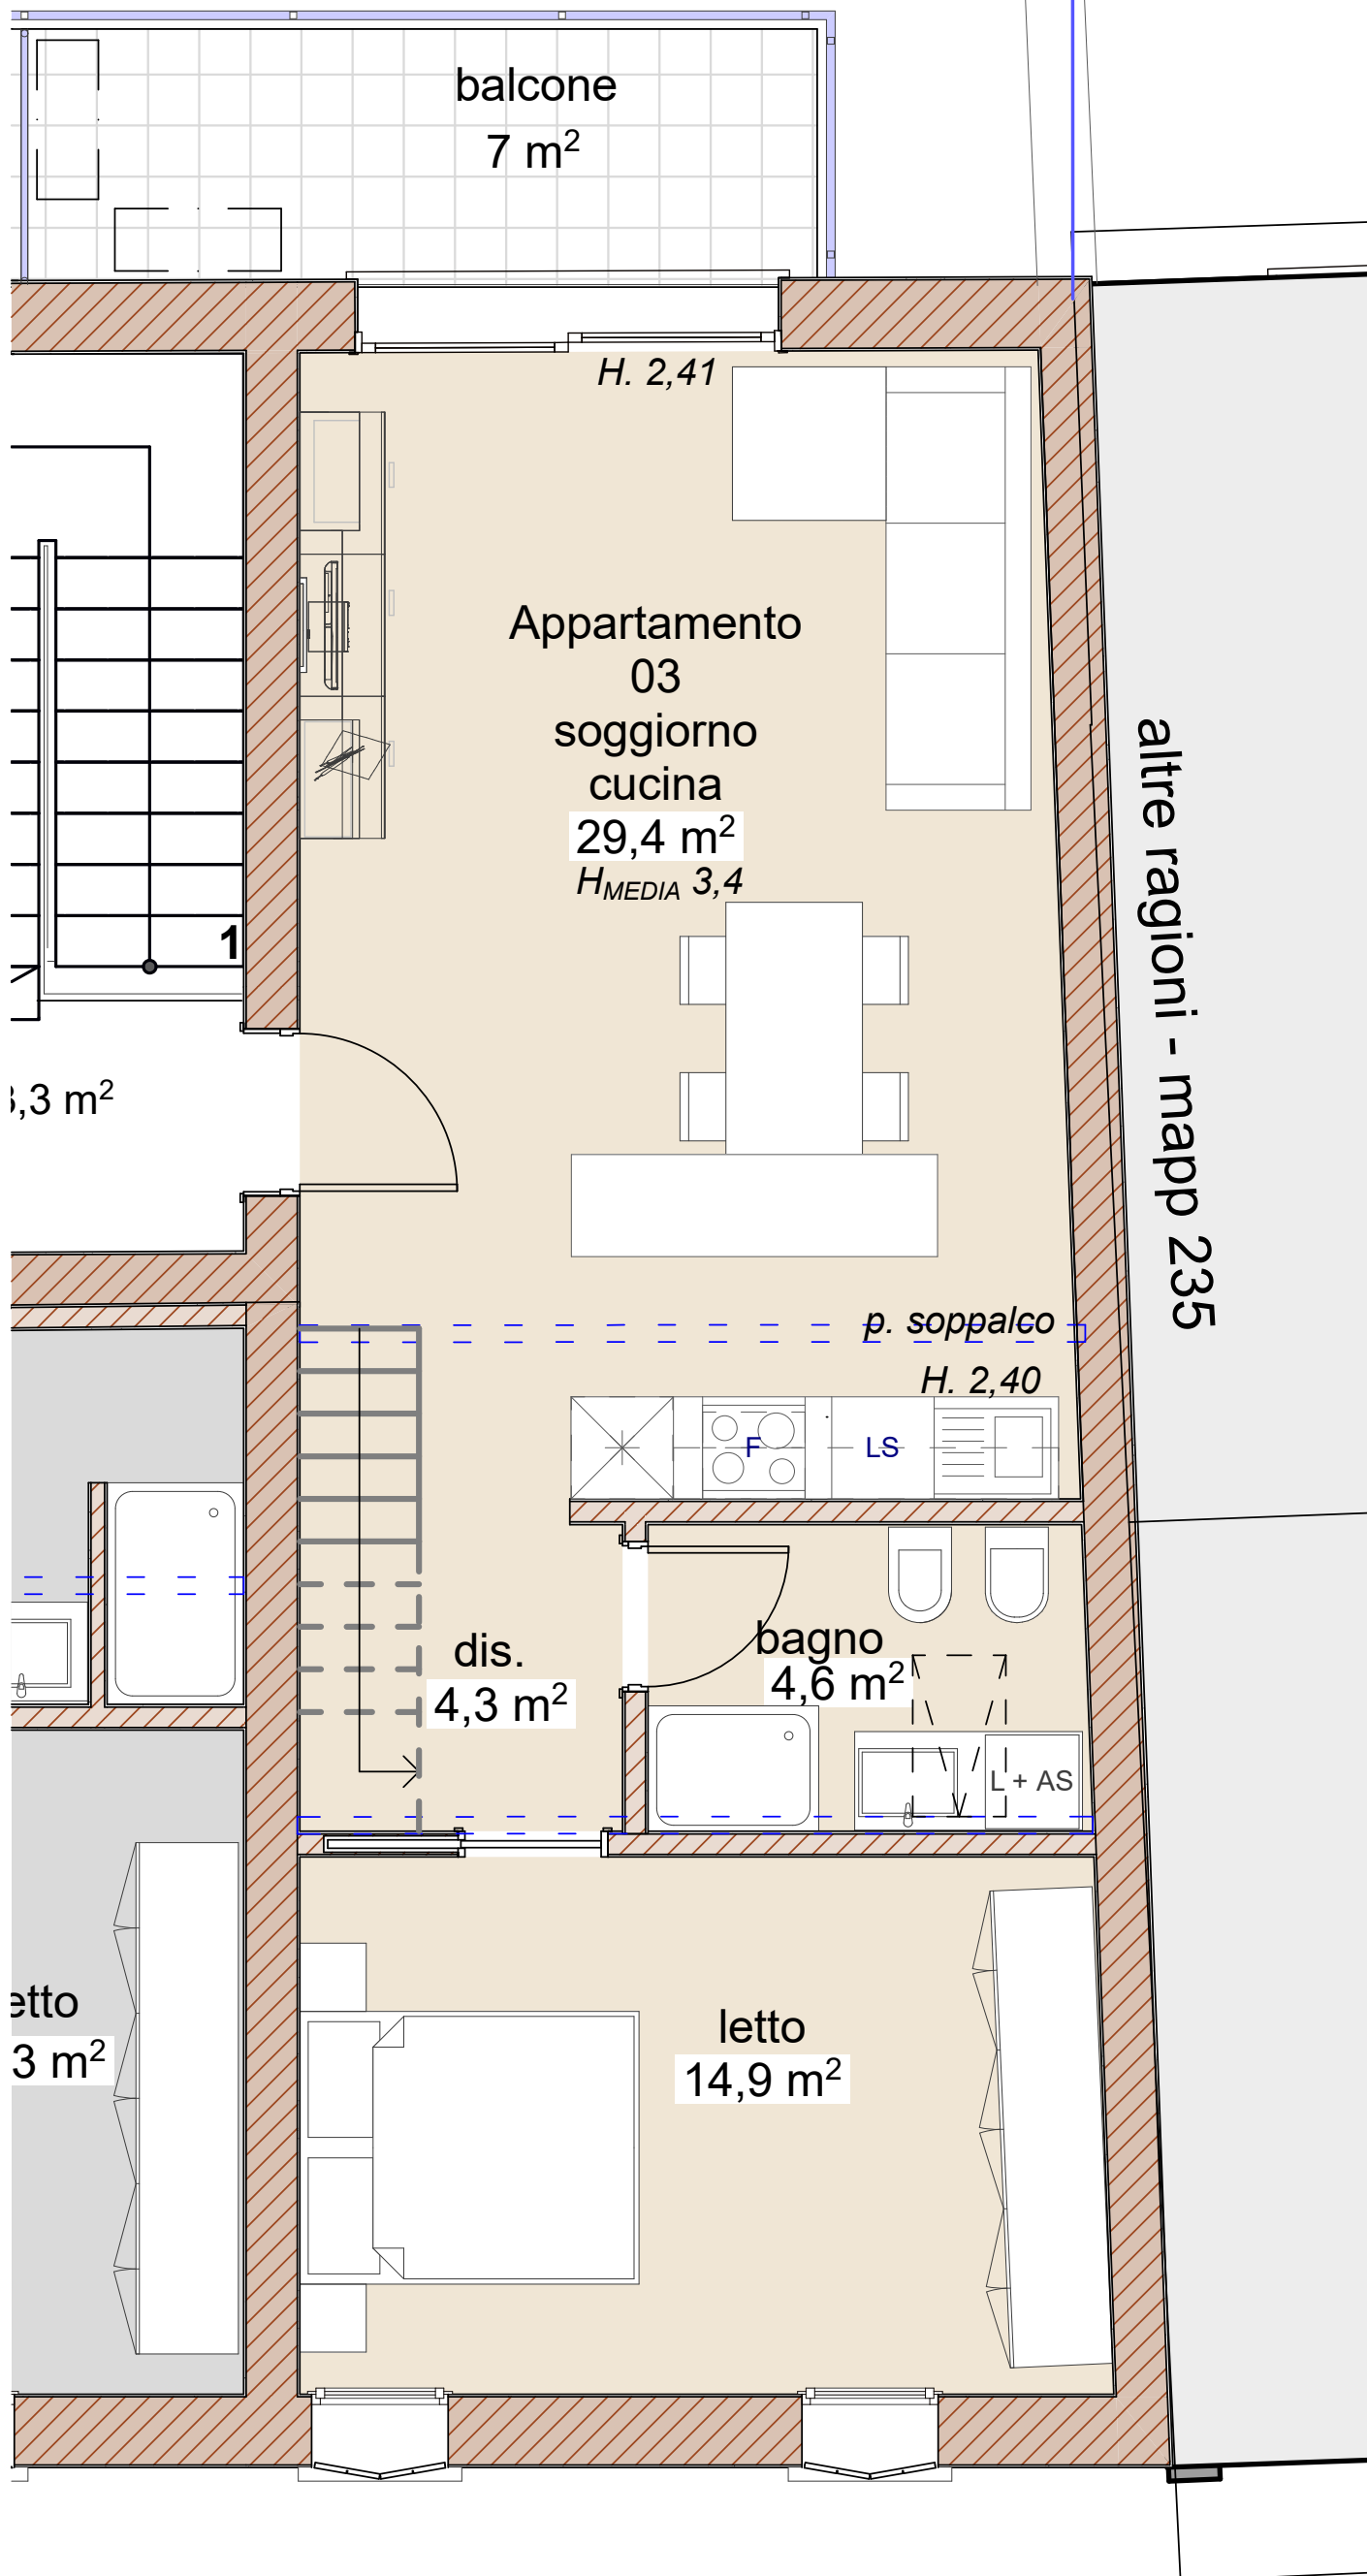 balcone
7 m²
H. 2,41
Appartamento
03
soggiorno
cucina
29,4 m²
HMEDIA 3,4
altre ragioni - mapp 235
1
3,3 m²
p. soppalco
H. 2,40
F
LS
bagno
4,6 m²
dis.
4,3 m²
L + AS
etto
3 m²
letto
14,9 m²